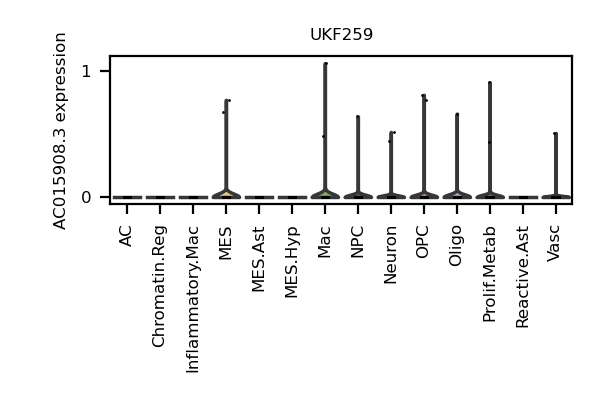 UKF259
AC015908.3 expression
1
0
AC
Chromatin.Reg
Inflammatory.Mac
MES
MES.Ast
MES.Hyp
Mac
NPC
Neuron
OPC
Oligo
Prolif.Metab
Reactive.Ast
Vasc